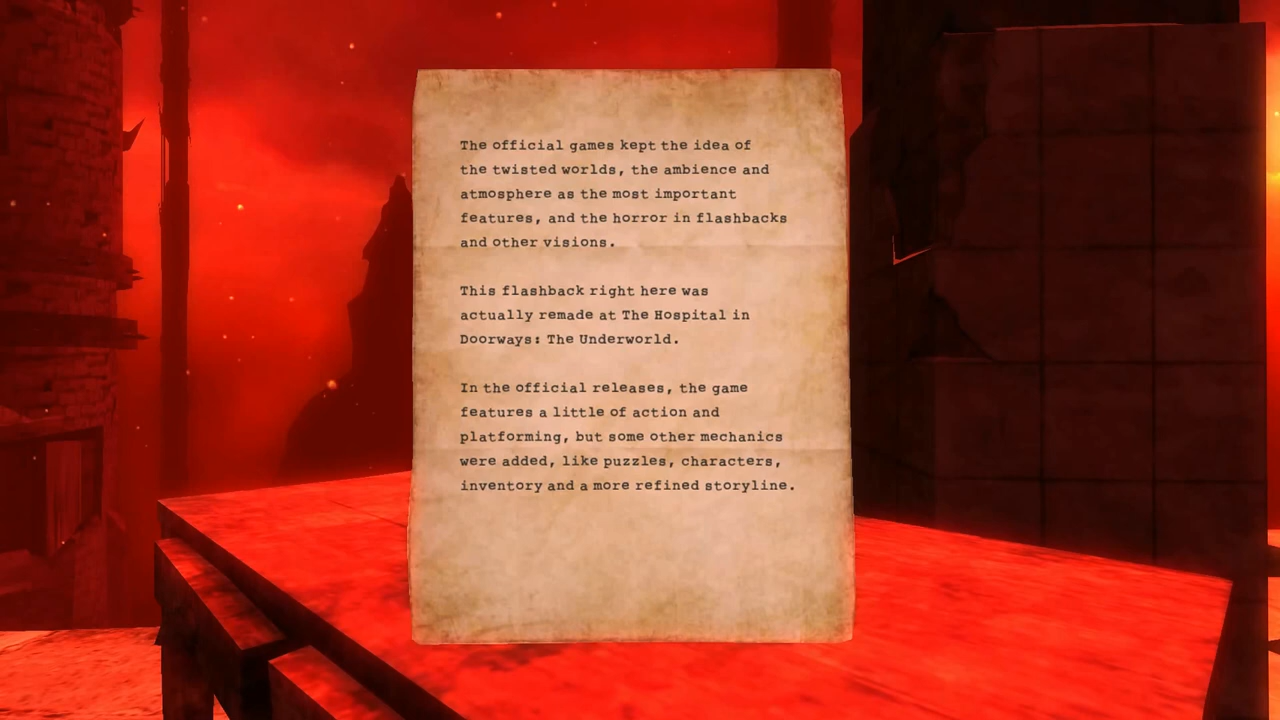 The official games kept the idea of
the twisted worlds, the ambience and
atmosphere as the most important
features, and the horror in flashbacks
and other visions.
This flashback right here was
actually remade at The Hospital in
Doorways: The Underworld.
In the official releases, the game
features a little of action and
platforming, but some other mechanics
were added, like puzzles, characters,
inventory and a more refined storyline.